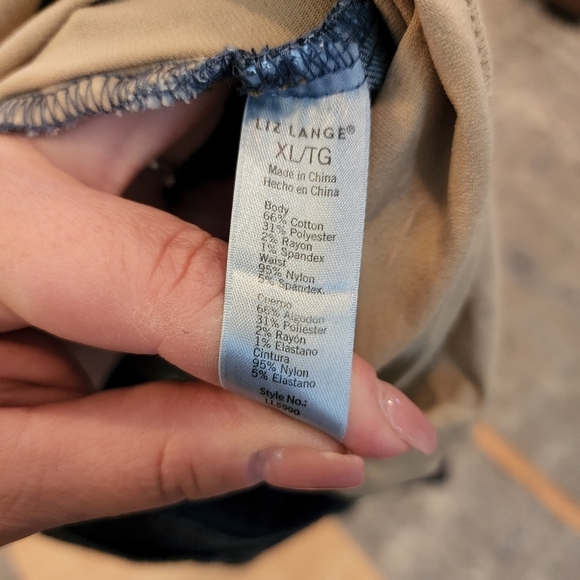 LIZ LANGE®
XL/TG
Made in China
Hecho en China
Body
66% Cotton
31% Polyester
2% Rayon
1% Spandex
Waist
95% Nylon
5% Spandex.
Cuerpo
66% Algodon
31% Poliéster
2% Rayón
1% Elastano
Cintura
95% Nylon
5% Elastano
Style No.: